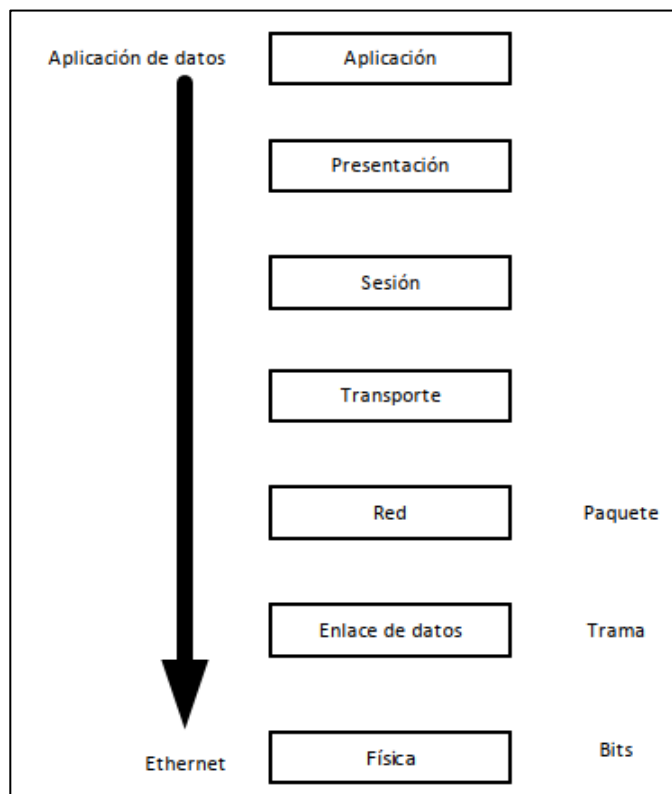 Aplicación de datos
Aplicación
Presentación
Sesión
Transporte
Red
Paquete
Enlace de datos
Trama
Ethernet
Física
Bits